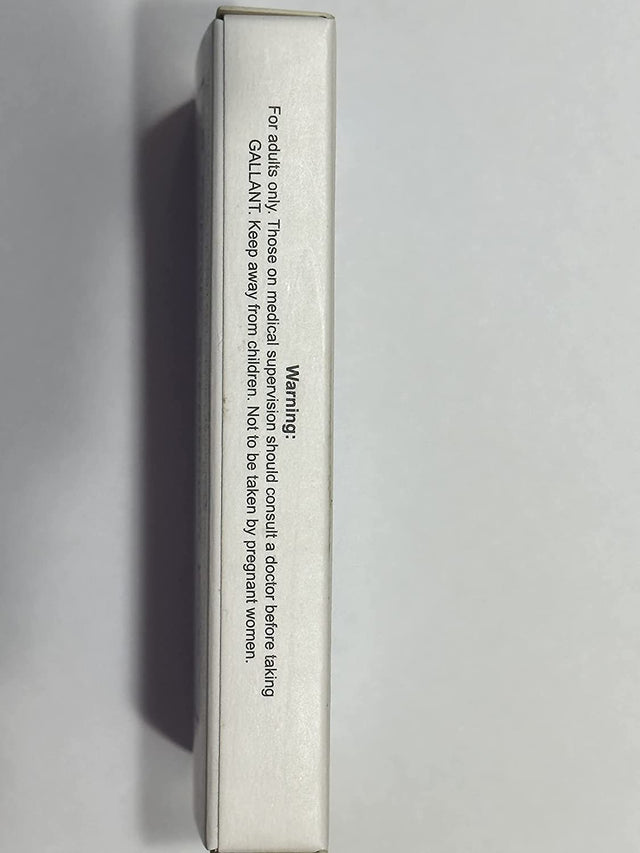 Warning:
For adults only. Those on medical supervision should consult a doctor before taking
GALLANT. Keep away from children. Not to be taken by pregnant women.